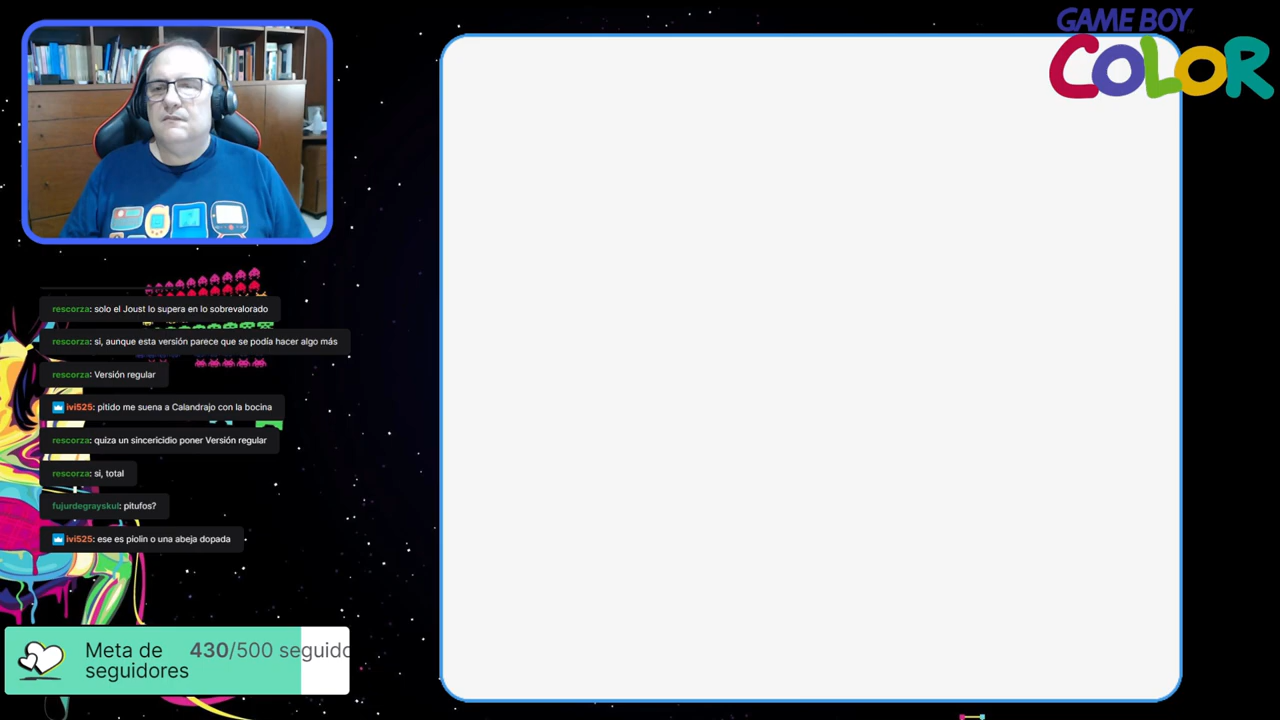 GAME BOY
COLOR
rescorza: solo el Joust lo supera en lo sobrevalorado
rescorza: si, aunque esta versión parece que se podía hacer algo más
rescorza: Versión regular
ivi525: pitido me suena a Calandrajo con la bocina
rescorza: quiza un sincericidio poner Versión regular
rescorza: si, total
fujurdegrayskul: pitufos?
ivi525: ese es piolin o una abeja dopada
Meta de seguidores
430/500 seguido